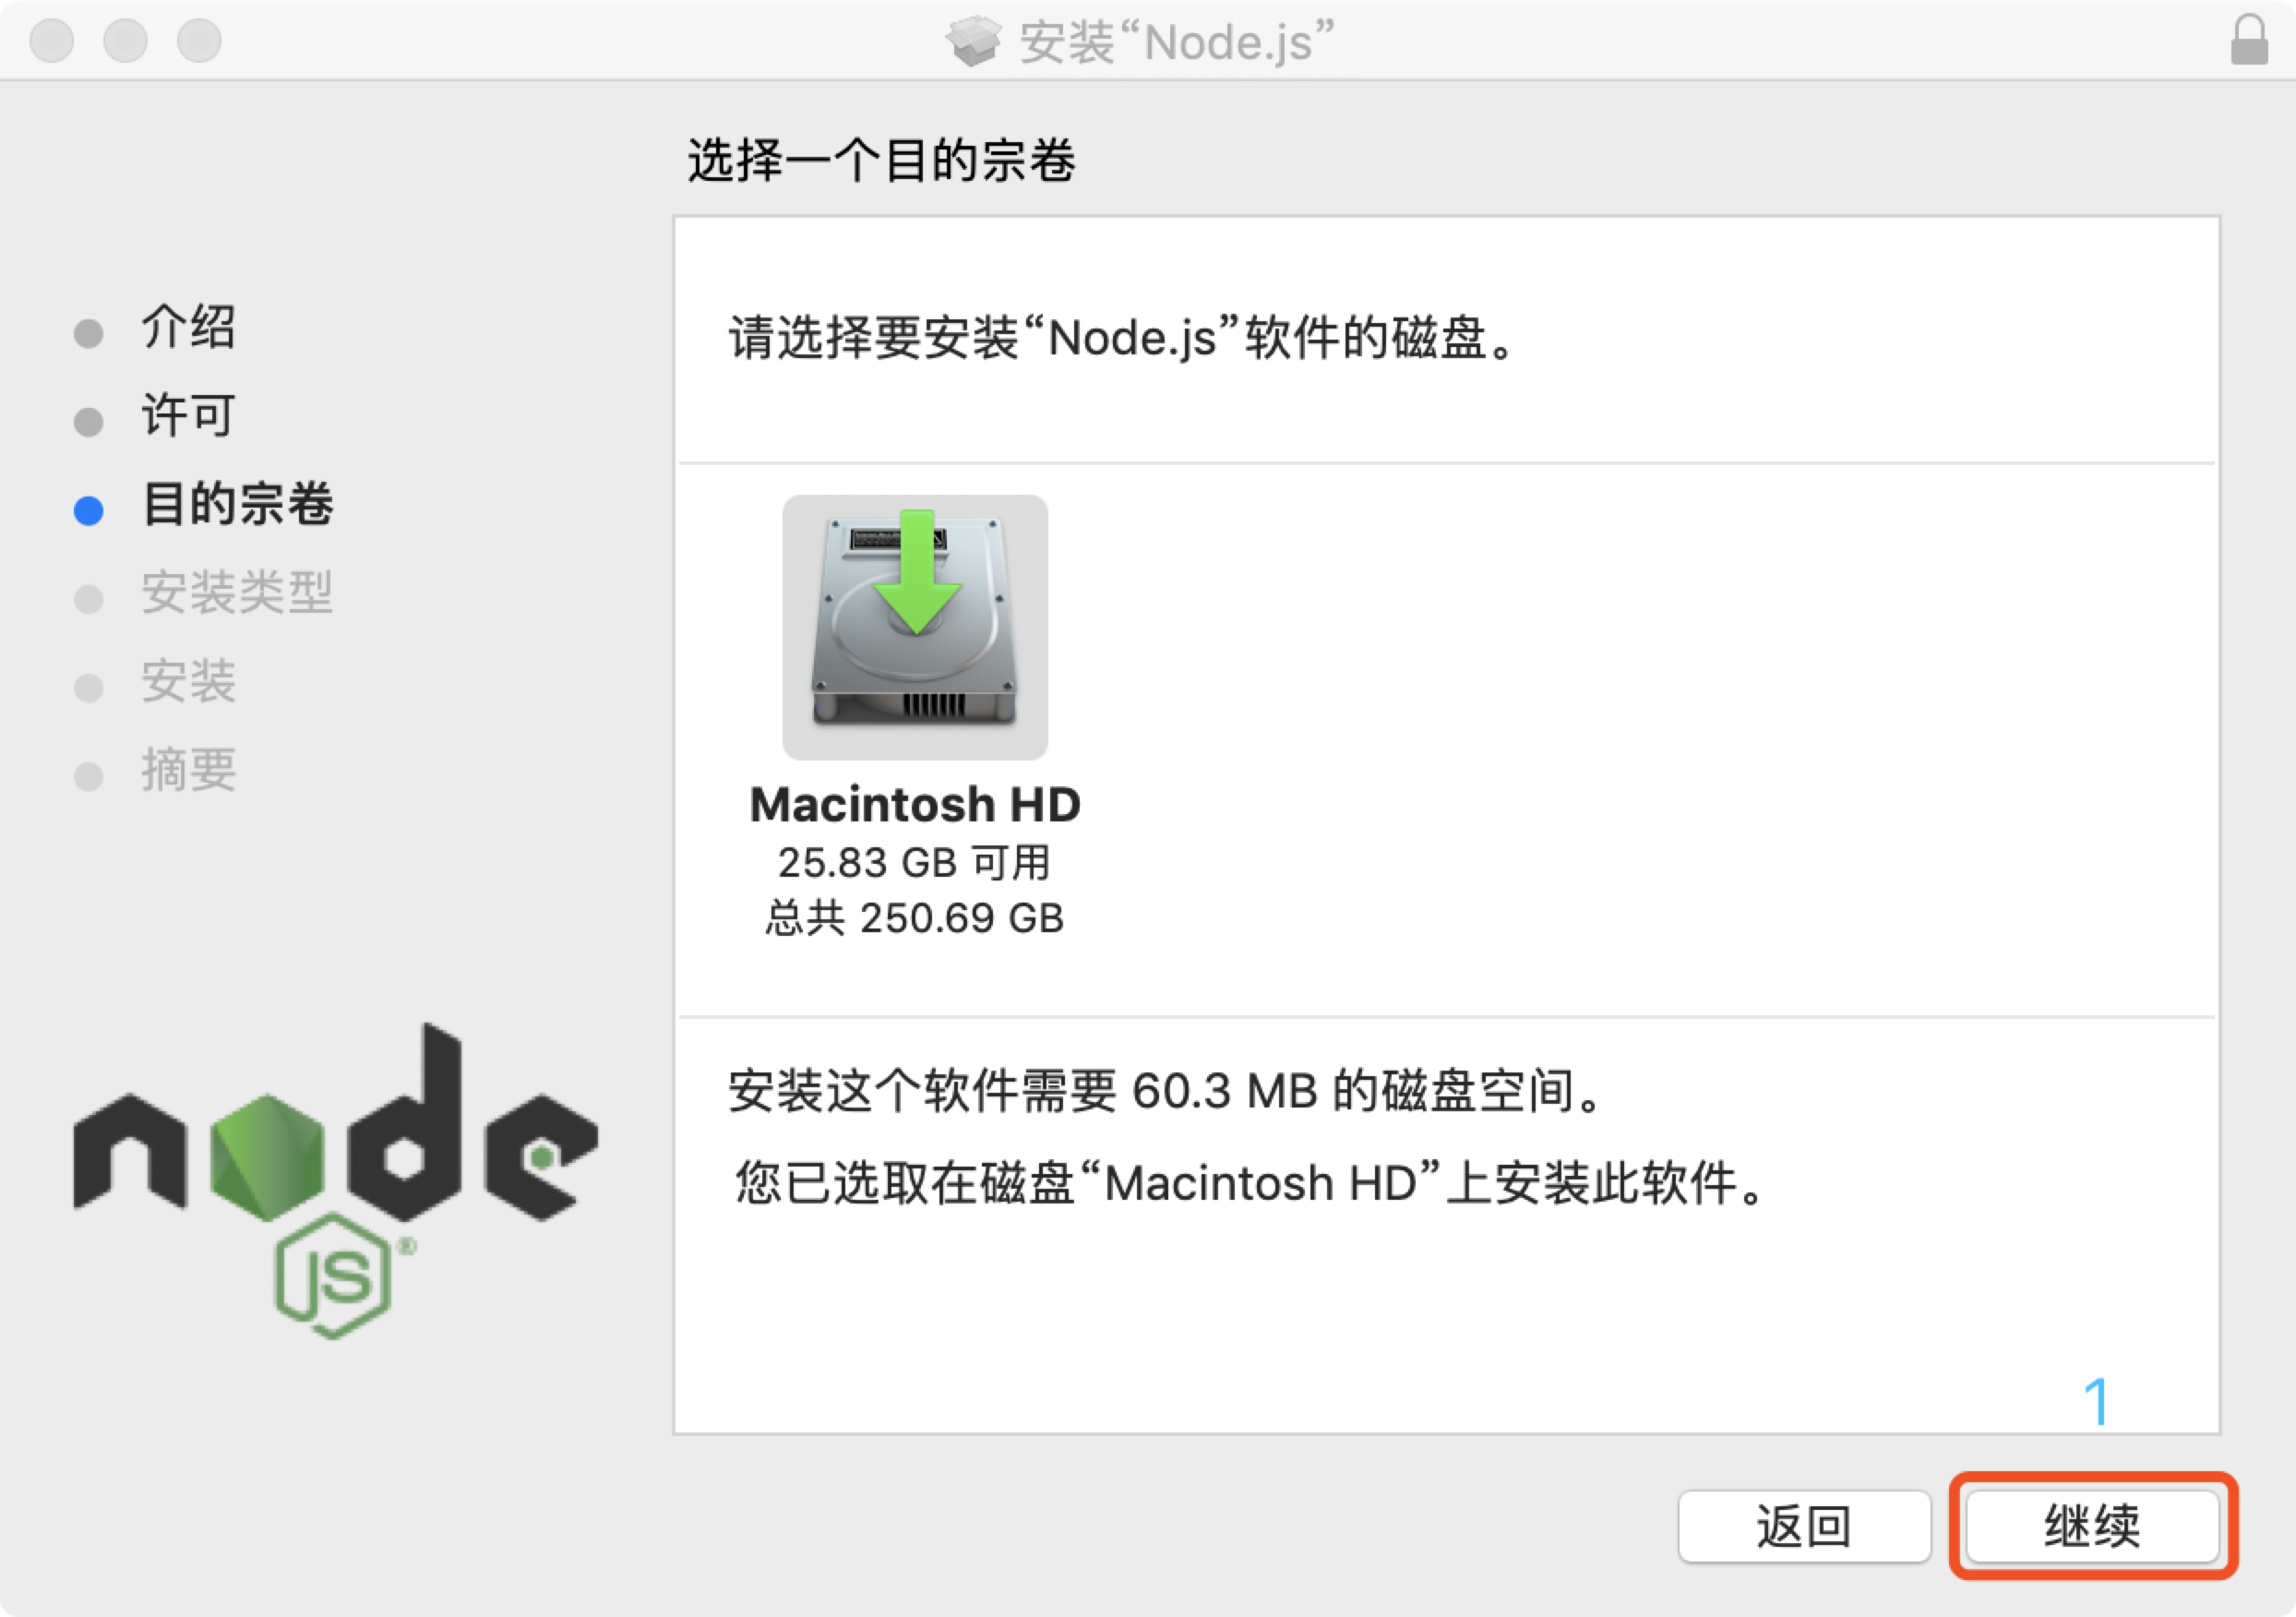 安装“Node.js”
选择一个目的宗卷
介绍
许可
目的宗卷
安装类型
安装
摘要
请选择要安装“Node.js”软件的磁盘。
Macintosh HD
25.83 GB 可用
总共 250.69 GB
安装这个软件需要 60.3 MB 的磁盘空间。
您已选取在磁盘“Macintosh HD”上安装此软件。
node
JS®
1
返回
继续